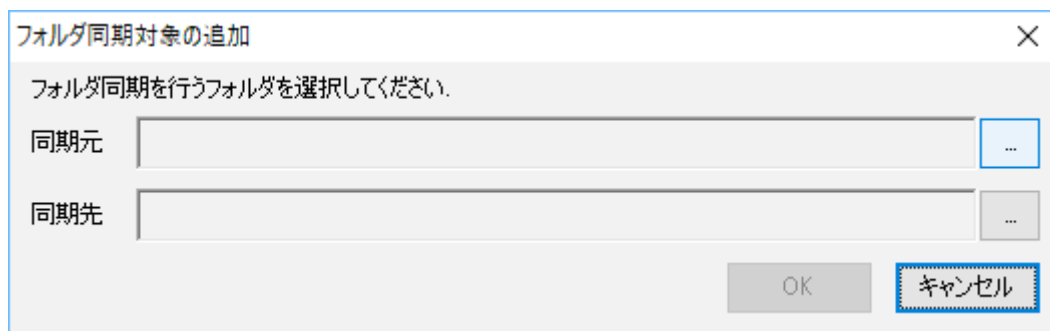 フォルダ同期対象の追加
フォルダ同期を行うフォルダを選択してください.
同期元 ...
同期先 ...
OK キャンセル